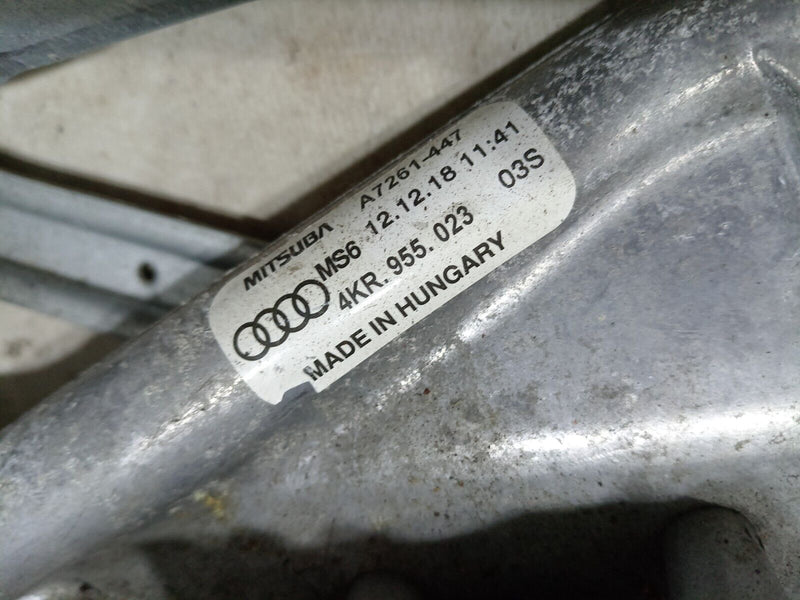 MITSUBA A7261-447
MS6 12.12.18 11:41
4KR.955.023 03S
MADE IN HUNGARY